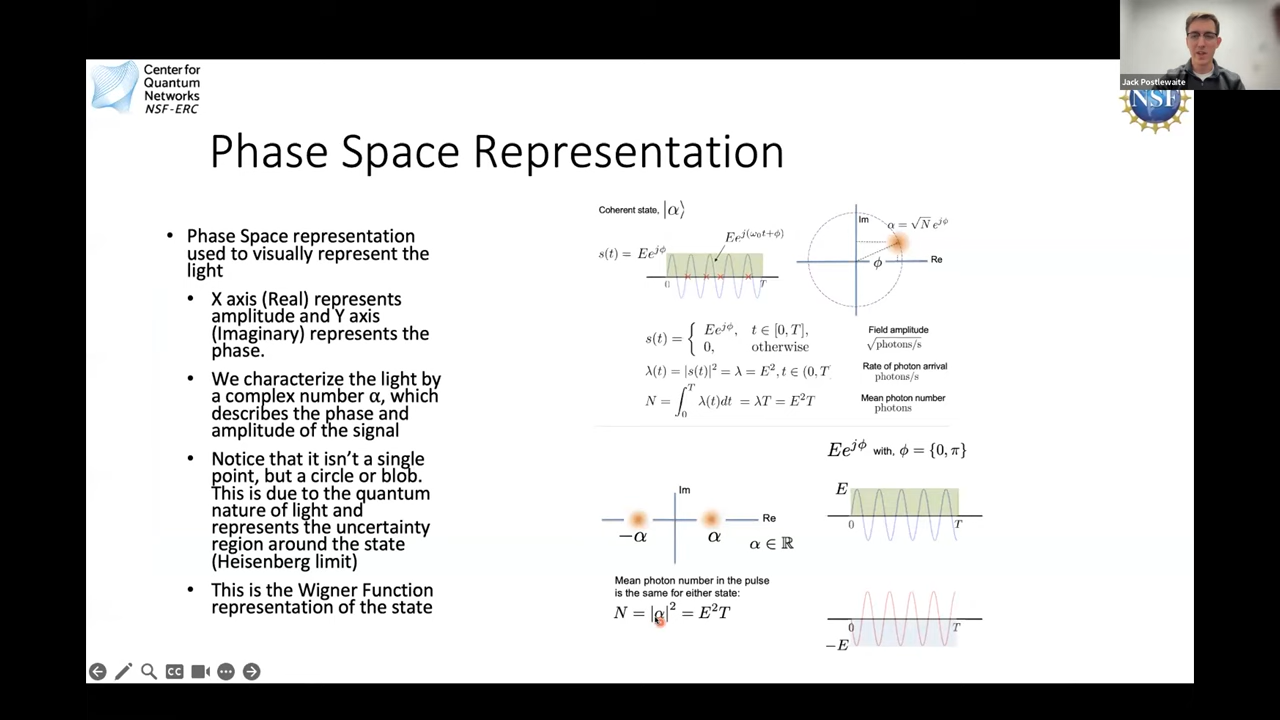 Center for
Quantum
Networks
NSF-ERC
Jack Postlewaite
NSF
Phase Space Representation
• Phase Space representation
used to visually represent the
light
• X axis (Real) represents
amplitude and Y axis
(Imaginary) represents the
phase.
• We characterize the light by
a complex number α, which
describes the phase and
amplitude of the signal
• Notice that it isn't a single
point, but a circle or blob.
This is due to the quantum
nature of light and
represents the uncertainty
region around the state
(Heisenberg limit)
• This is the Wigner Function
representation of the state
Coherent state, |α⟩
Ee^{j(ω₀t+ϕ)}
s(t) = Ee^{jϕ}
0 T
Im
α = √N e^{jϕ}
ϕ
Re
s(t) = { Ee^{jϕ}, t ∈ [0, T],
0, otherwise
Field amplitude
√photons/s
λ(t) = |s(t)|² = λ = E², t ∈ (0, T
Rate of photon arrival
photons/s
N = ∫₀ᵀ λ(t)dt = λT = E²T
Mean photon number
photons
Ee^{jϕ} with, ϕ = {0, π}
Im
Re
−α α
α ∈ ℝ
E
0 T
Mean photon number in the pulse
is the same for either state:
N = |α|² = E²T
0 T
−E
CC